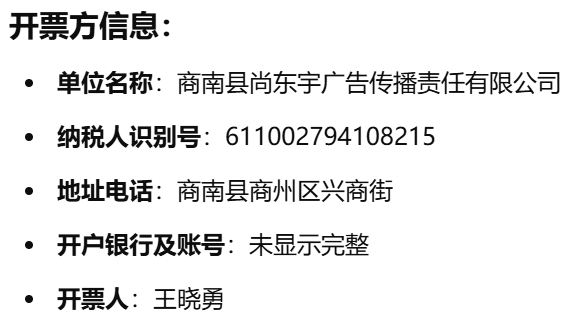 开票方信息：
• 单位名称：商南县尚东宇广告传播责任有限公司
• 纳税人识别号：611002794108215
• 地址电话：商南县商州区兴商街
• 开户银行及账号：未显示完整
• 开票人：王晓勇